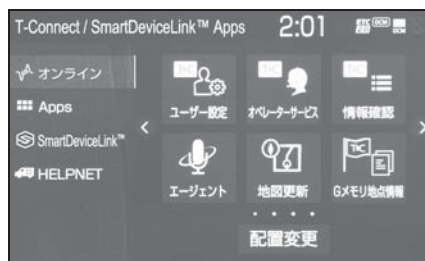 T-Connect / SmartDeviceLink™ Apps 2:01 ETC DCM
オンライン
Apps
SmartDeviceLink™
HELPNET
ユーザー設定 オペレーターサービス 情報確認
エージェント 地図更新 Gメモリ地点情報
配置変更